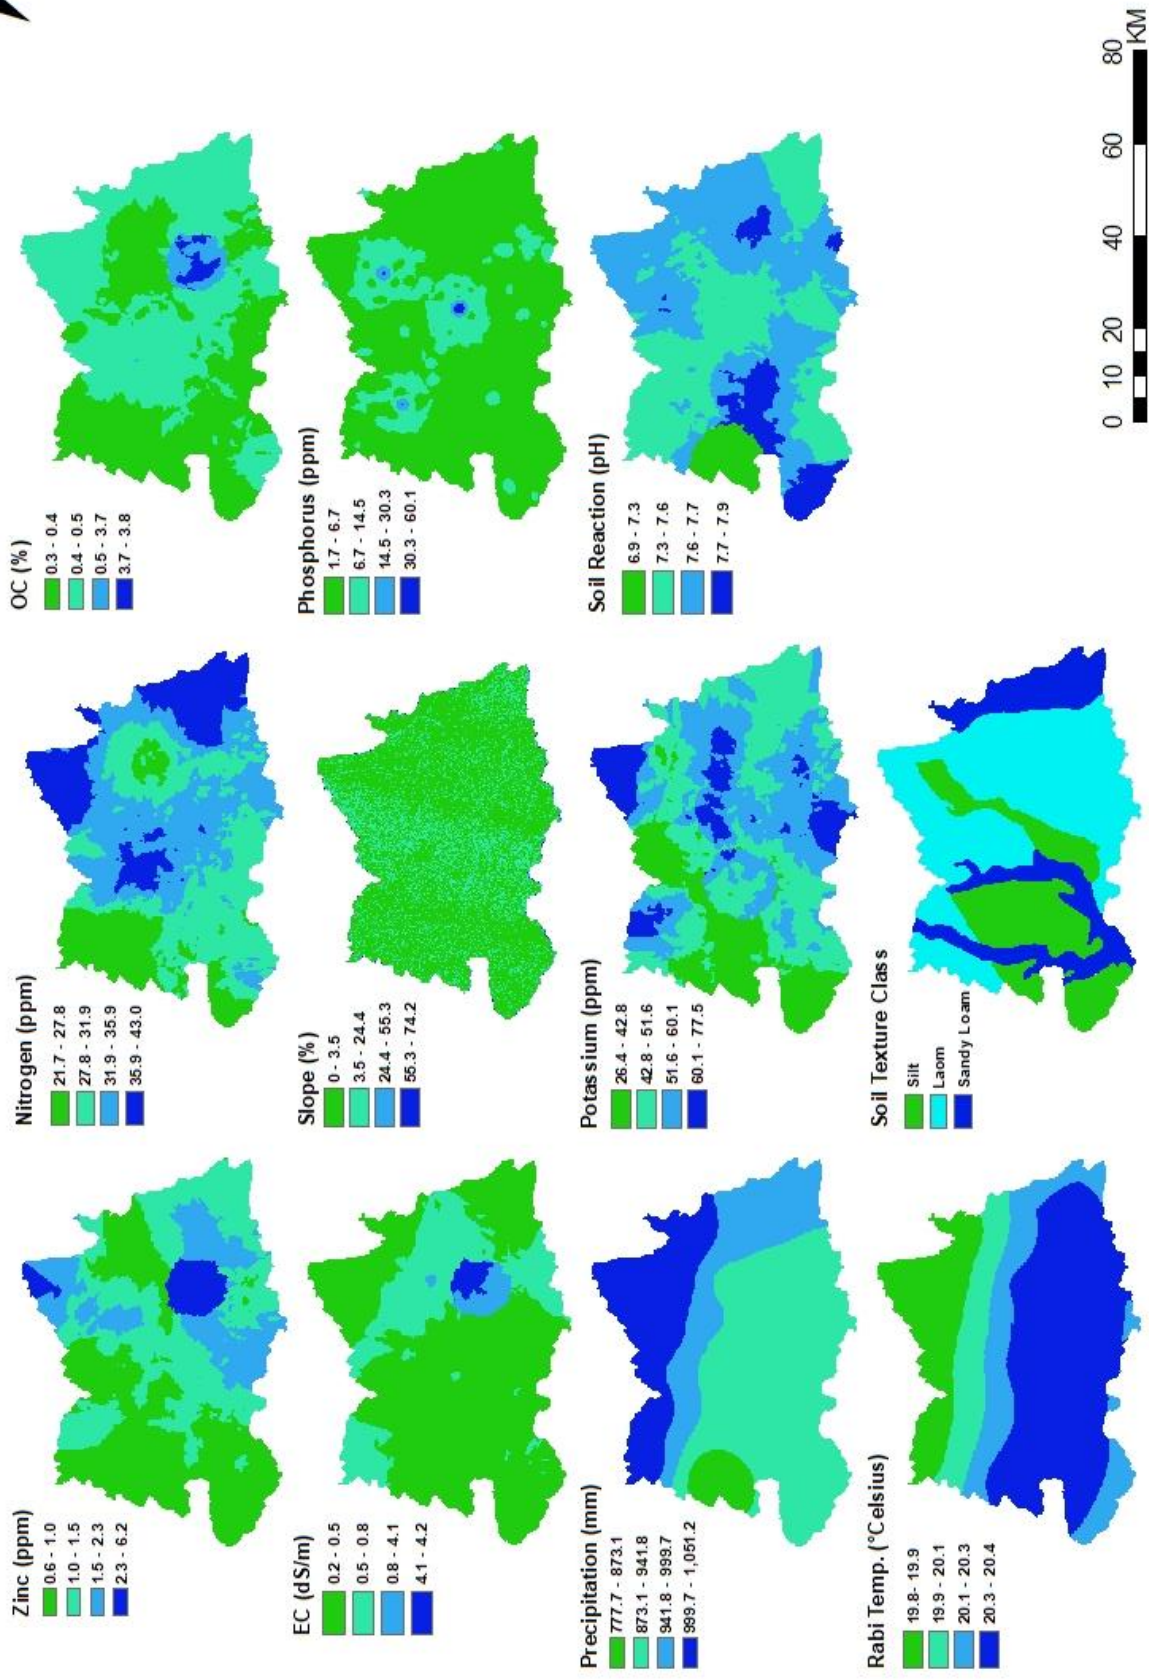 Zinc (ppm)
0.6 - 1.0
1.0 - 1.5
1.5 - 2.3
2.3 - 6.2
Nitrogen (ppm)
21.7 - 27.8
27.8 - 31.9
31.9 - 35.9
35.9 - 43.0
OC (%)
0.3 - 0.4
0.4 - 0.5
0.5 - 3.7
3.7 - 3.8
EC (dS/m)
0.2 - 0.5
0.5 - 0.8
0.8 - 4.1
4.1 - 4.2
Slope (%)
0 - 3.5
3.5 - 24.4
24.4 - 55.3
55.3 - 74.2
Phosphorus (ppm)
1.7 - 6.7
6.7 - 14.5
14.5 - 30.3
30.3 - 60.1
Precipitation (mm)
777.7 - 873.1
873.1 - 941.8
941.8 - 999.7
999.7 - 1,051.2
Potassium (ppm)
26.4 - 42.8
42.8 - 51.6
51.6 - 60.1
60.1 - 77.5
Soil Reaction (pH)
6.9 - 7.3
7.3 - 7.6
7.6 - 7.7
7.7 - 7.9
Rabi Temp. (°Celsius)
19.8- 19.9
19.9 - 20.1
20.1 - 20.3
20.3 - 20.4
Soil Texture Class
Silt
Laom
Sandy Loam
0 10 20 40 60 80
KM